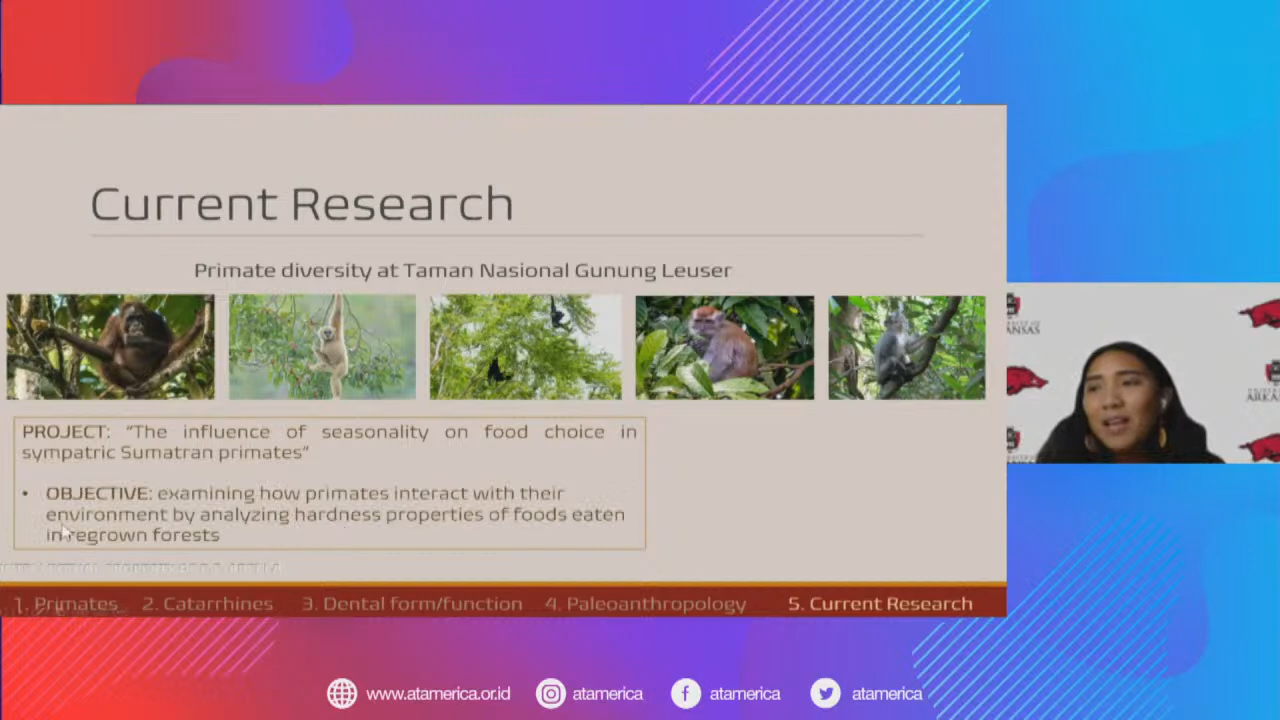 Current Research
Primate diversity at Taman Nasional Gunung Leuser
PROJECT: “The influence of seasonality on food choice in
sympatric Sumatran primates”
• OBJECTIVE: examining how primates interact with their
environment by analyzing hardness properties of foods eaten
in regrown forests
1. Primates 2. Catarrhines 3. Dental form/function 4. Paleoanthropology 5. Current Research
KANSAS
ARKAN
www.atamerica.or.id atamerica atamerica atamerica